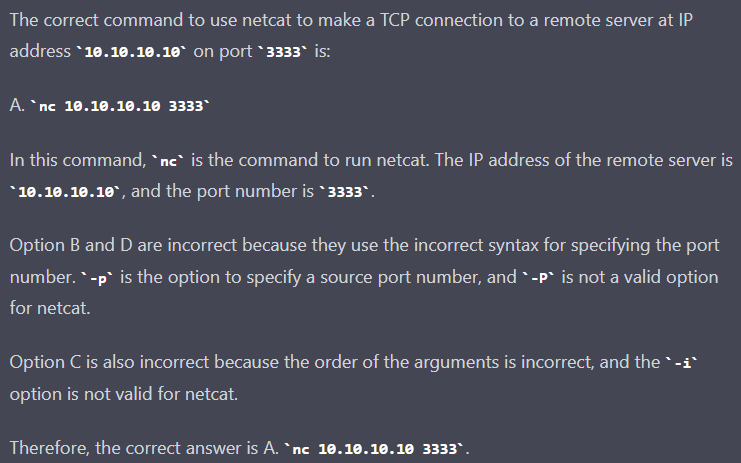 The correct command to use netcat to make a TCP connection to a remote server at IP
address `10.10.10.10` on port `3333` is:
A. `nc 10.10.10.10 3333`
In this command, `nc` is the command to run netcat. The IP address of the remote server is
`10.10.10.10`, and the port number is `3333`.
Option B and D are incorrect because they use the incorrect syntax for specifying the port
number. `-p` is the option to specify a source port number, and `-P` is not a valid option
for netcat.
Option C is also incorrect because the order of the arguments is incorrect, and the `-i`
option is not valid for netcat.
Therefore, the correct answer is A. `nc 10.10.10.10 3333`.